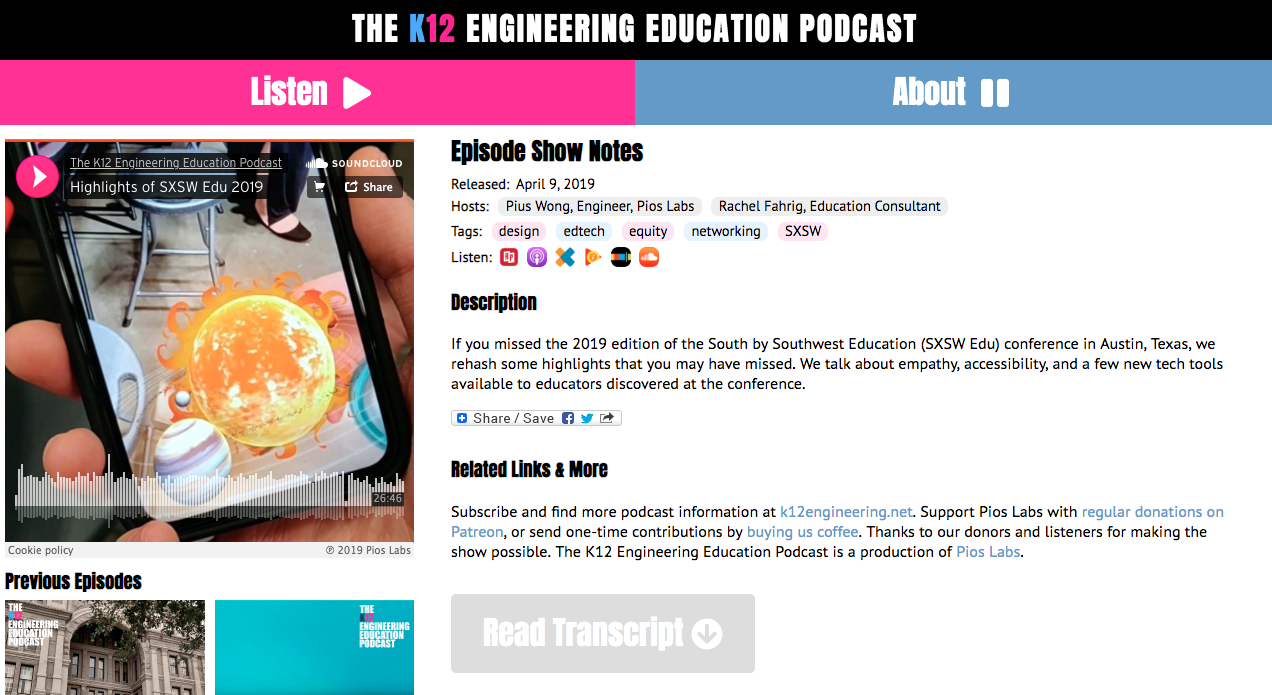 THE K12 ENGINEERING EDUCATION PODCAST
Listen
About
The K12 Engineering Education Podcast
SOUNDCLOUD
Highlights of SXSW Edu 2019
Share
26:46
Cookie policy
℗ 2019 Pios Labs
Previous Episodes
THE
K12
ENGINEERING
EDUCATION
PODCAST
THE
K12
ENGINEERING
EDUCATION
PODCAST
Episode Show Notes
Released: April 9, 2019
Hosts: Pius Wong, Engineer, Pios Labs Rachel Fahrig, Education Consultant
Tags: design edtech equity networking SXSW
Listen:
Description
If you missed the 2019 edition of the South by Southwest Education (SXSW Edu) conference in Austin, Texas, we
rehash some highlights that you may have missed. We talk about empathy, accessibility, and a few new tech tools
available to educators discovered at the conference.
Share / Save
Related Links & More
Subscribe and find more podcast information at k12engineering.net. Support Pios Labs with regular donations on
Patreon, or send one-time contributions by buying us coffee. Thanks to our donors and listeners for making the
show possible. The K12 Engineering Education Podcast is a production of Pios Labs.
Read Transcript